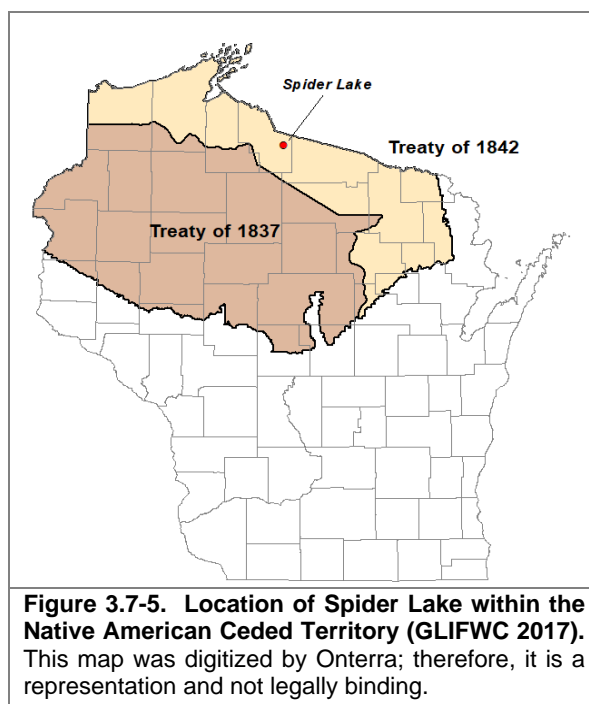 Spider Lake
Treaty of 1842
Treaty of 1837
Figure 3.7-5. Location of Spider Lake within the
Native American Ceded Territory (GLIFWC 2017).
This map was digitized by Onterra; therefore, it is a
representation and not legally binding.